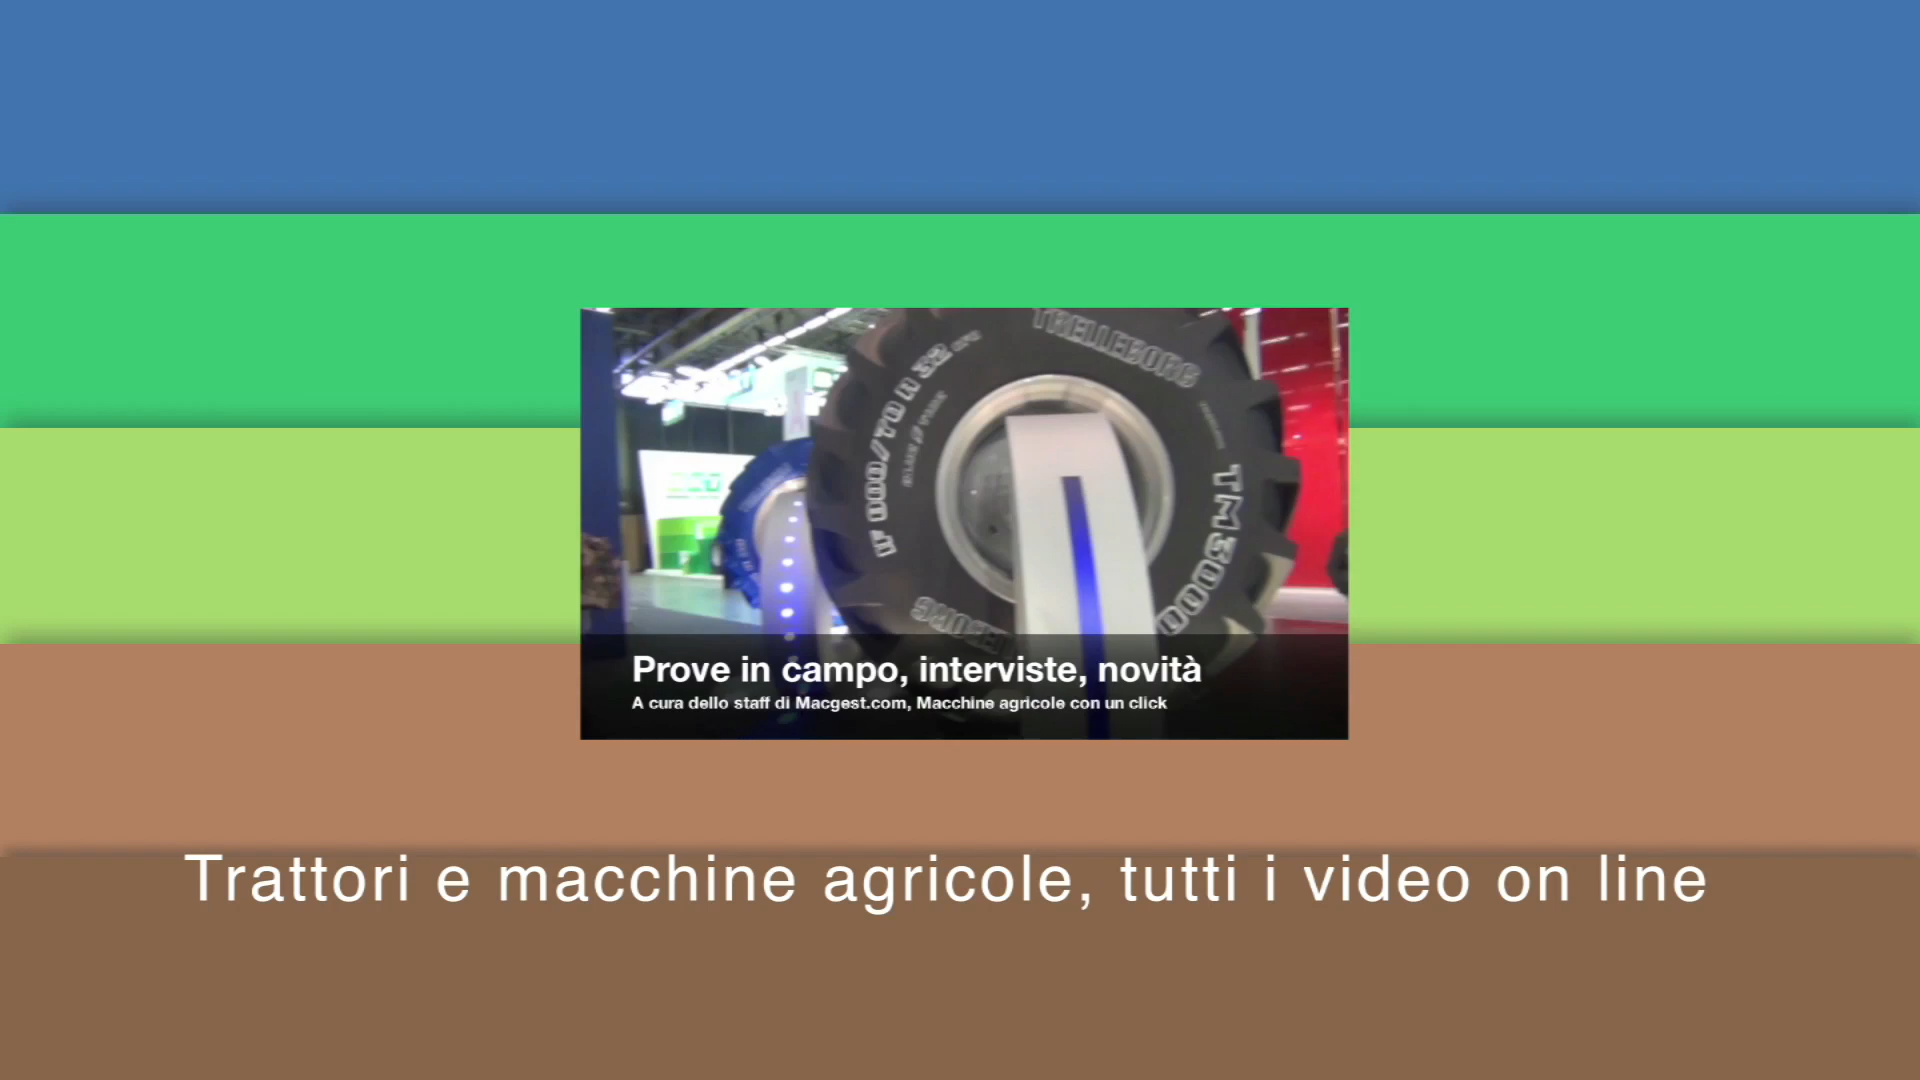 TRELLEBORG
IF 800/70 R 32
TM3000
Prove in campo, interviste, novità
A cura dello staff di Macgest.com, Macchine agricole con un click
Trattori e macchine agricole, tutti i video on line